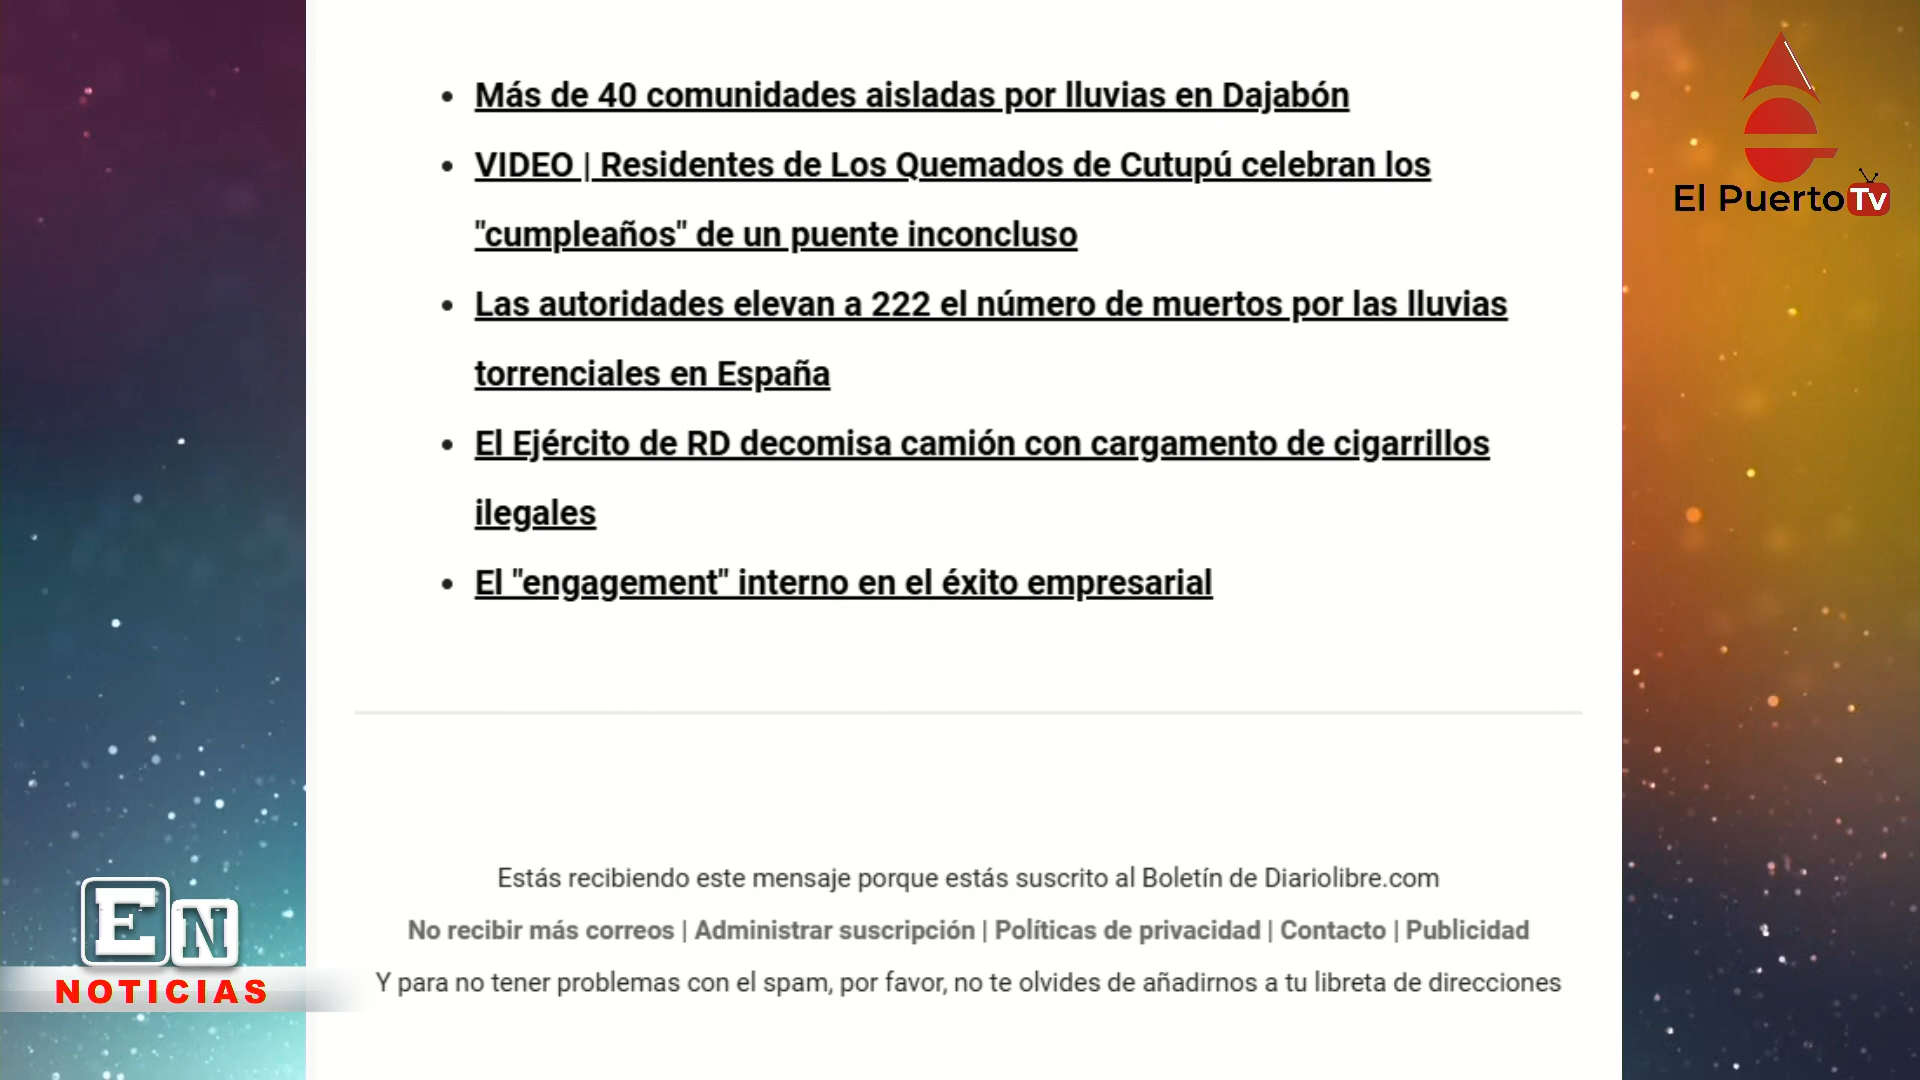 Más de 40 comunidades aisladas por lluvias en Dajabón
VIDEO | Residentes de Los Quemados de Cutupú celebran los
"cumpleaños" de un puente inconcluso
Las autoridades elevan a 222 el número de muertos por las lluvias
torrenciales en España
El Ejército de RD decomisa camión con cargamento de cigarrillos
ilegales
El "engagement" interno en el éxito empresarial
Estás recibiendo este mensaje porque estás suscrito al Boletín de Diariolibre.com
No recibir más correos | Administrar suscripción | Políticas de privacidad | Contacto | Publicidad
Y para no tener problemas con el spam, por favor, no te olvides de añadirnos a tu libreta de direcciones
El Puerto Tv
EN
NOTICIAS